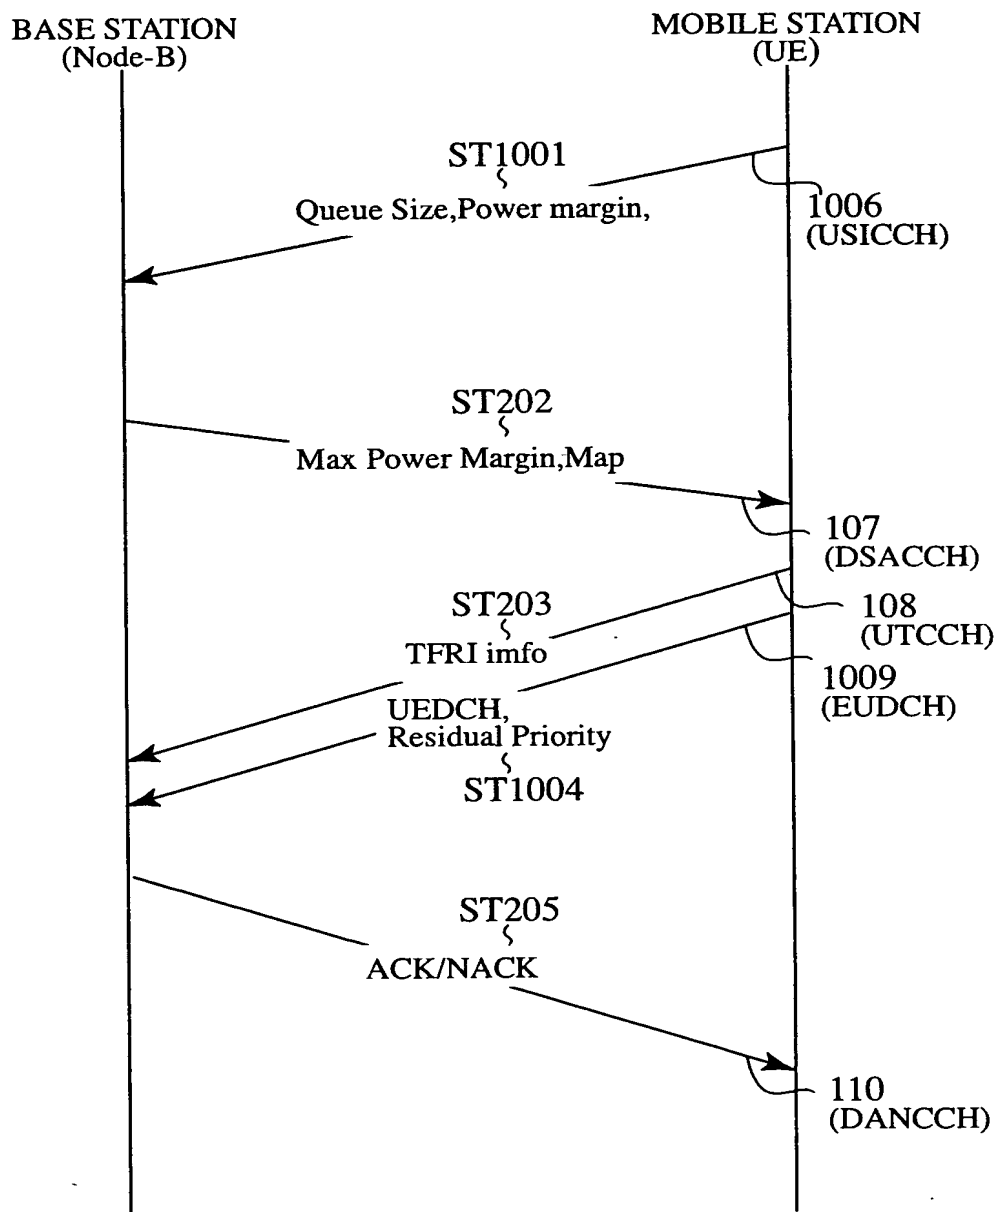 BASE STATION
(Node-B)
MOBILE STATION
(UE)
ST1001
Queue Size,Power margin,
1006
(USICCH)
ST202
Max Power Margin,Map
107
(DSACCH)
ST203
TFRI imfo
108
(UTCCH)
UEDCH,
Residual Priority
1009
(EUDCH)
ST1004
ST205
ACK/NACK
110
(DANCCH)